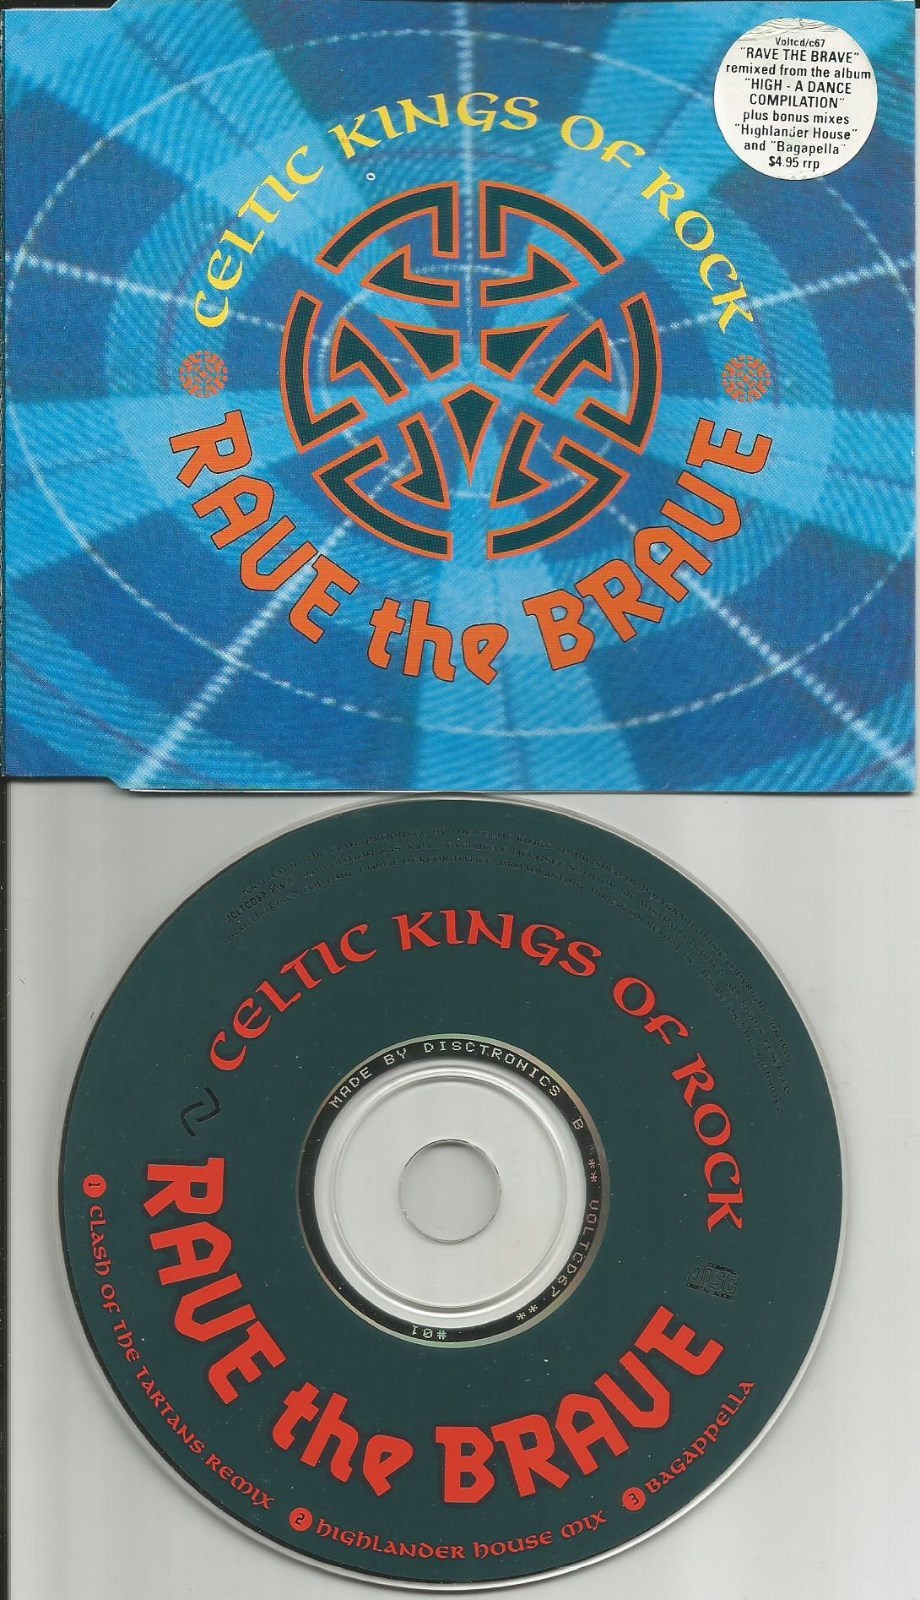 Voltcd/c67
"RAVE THE BRAVE"
remixed from the album
"HIGH - A DANCE
COMPILATION"
plus bonus mixes
"Highlander House"
and "Bagapella"
$4.95 rrp
CELTIC KINGS OF ROCK
RAVE the BRAVE
CELTIC KINGS OF ROCK
MADE BY DISCTRONICS B ** VOLTCD67 ** #01
disc
RAVE the BRAVE
1 CLASH OF THE TARTANS REMIX
2 HIGHLANDER HOUSE MIX
3 BAGAPPELLA